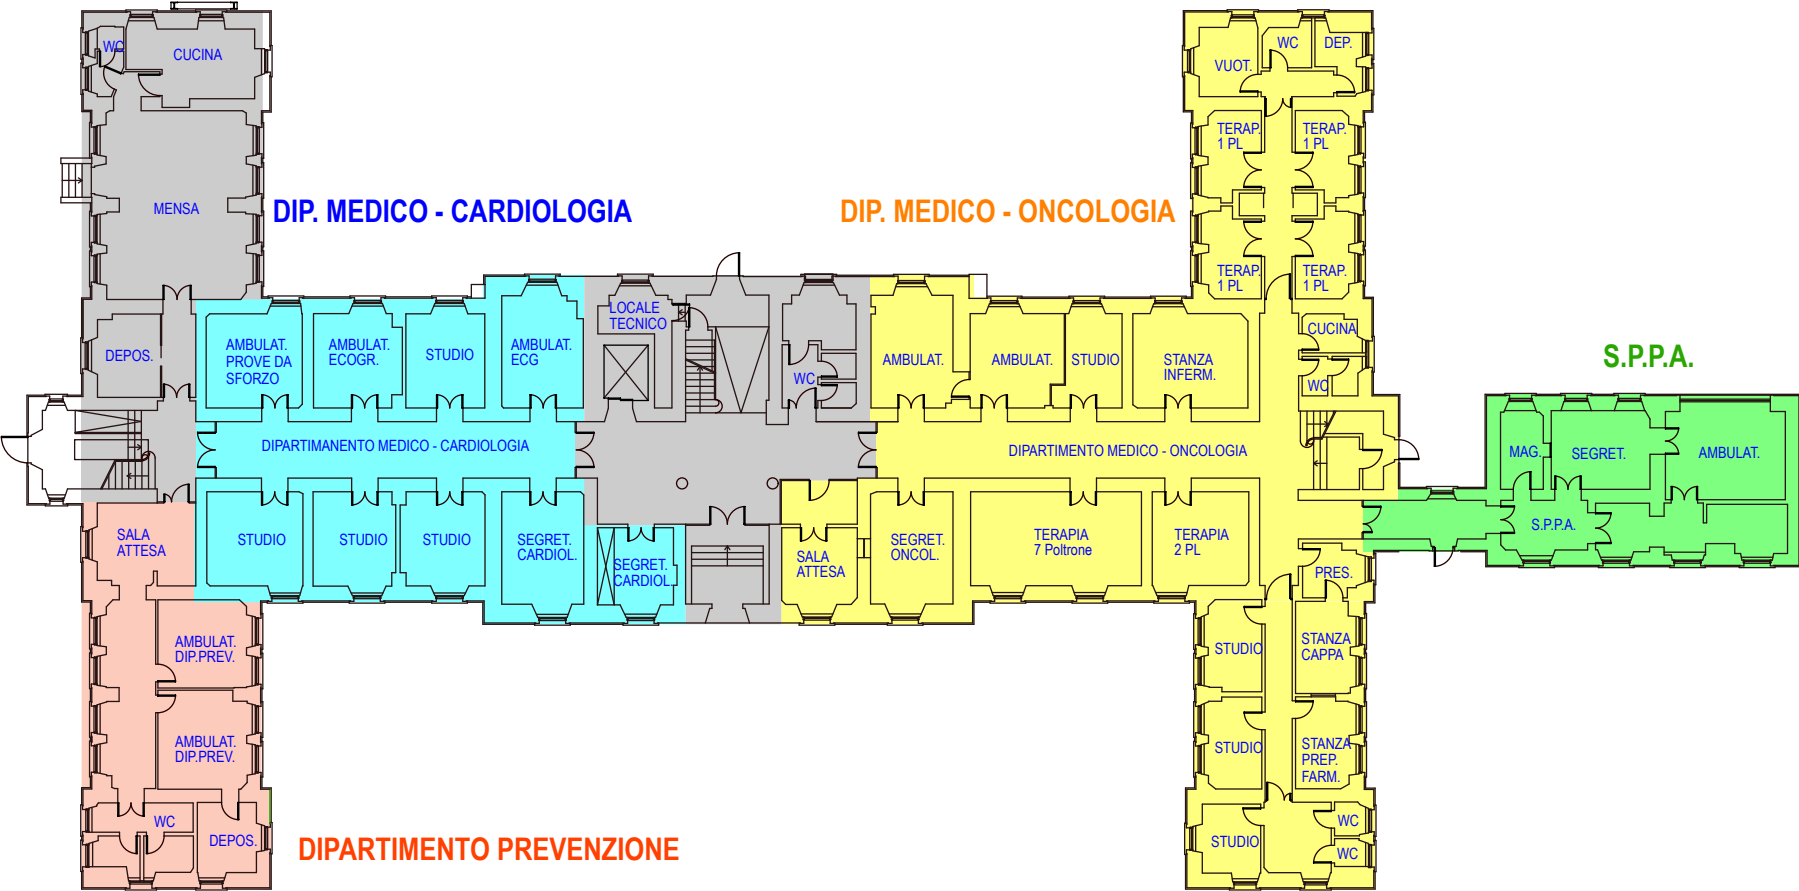 WC
CUCINA
MENSA
DEPOS.
DIP. MEDICO - CARDIOLOGIA
DIP. MEDICO - ONCOLOGIA
VUOT.
WC
DEP.
TERAP.
1 PL
TERAP.
1 PL
TERAP.
1 PL
TERAP.
1 PL
AMBULAT.
PROVE DA
SFORZO
AMBULAT.
ECOGR.
STUDIO
AMBULAT.
ECG
LOCALE
TECNICO
WC
AMBULAT.
AMBULAT.
STUDIO
STANZA
INFERM.
CUCINA
WC
S.P.P.A.
DIPARTIMANENTO MEDICO - CARDIOLOGIA
DIPARTIMENTO MEDICO - ONCOLOGIA
MAG.
SEGRET.
AMBULAT.
S.P.P.A.
SALA
ATTESA
STUDIO
STUDIO
STUDIO
SEGRET.
CARDIOL.
SEGRET.
CARDIOL.
SALA
ATTESA
SEGRET.
ONCOL.
TERAPIA
7 Poltrone
TERAPIA
2 PL
PRES.
AMBULAT.
DIP.PREV.
AMBULAT.
DIP.PREV.
WC
DEPOS.
DIPARTIMENTO PREVENZIONE
STUDIO
STANZA
CAPPA
STUDIO
STANZA
PREP.
FARM.
STUDIO
WC
WC